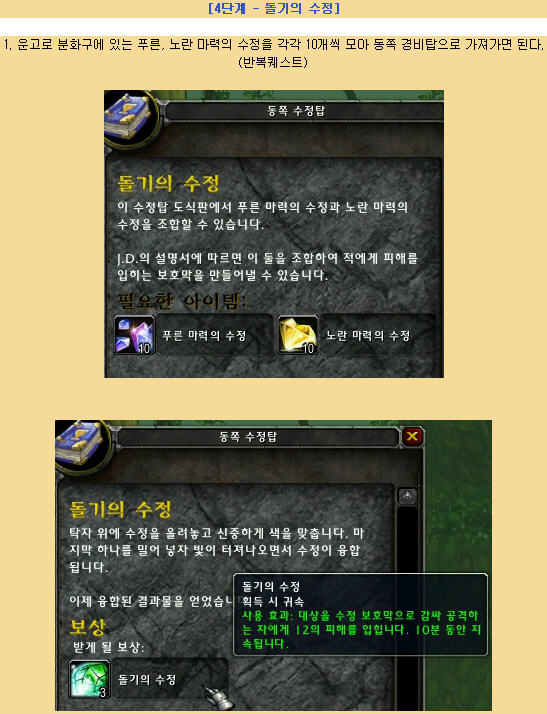 [4단계 - 돌기의 수정]
1. 운고로 분화구에 있는 푸른, 노란 마력의 수정을 각각 10개씩 모아 동쪽 경비탑으로 가져가면 된다.
(반복퀘스트)
동쪽 수정탑
돌기의 수정
이 수정탑 도식판에서 푸른 마력의 수정과 노란 마력의
수정을 조합할 수 있습니다.
J.D.의 설명서에 따르면 이 둘을 조합하여 적에게 피해를
입히는 보호막을 만들어낼 수 있습니다.
필요한 아이템:
10 푸른 마력의 수정
10 노란 마력의 수정
동쪽 수정탑
돌기의 수정
탁자 위에 수정을 올려놓고 신중하게 색을 맞춥니다. 마
지막 하나를 밀어 넣자 빛이 터져나오면서 수정이 융합
됩니다.
이제 융합된 결과물을 얻었습니
보상
받게 될 보상:
3 돌기의 수정
돌기의 수정
획득 시 귀속
사용 효과: 대상을 수정 보호막으로 감싸 공격하
는 자에게 12의 피해를 입힙니다. 10분 동안 지
속됩니다.